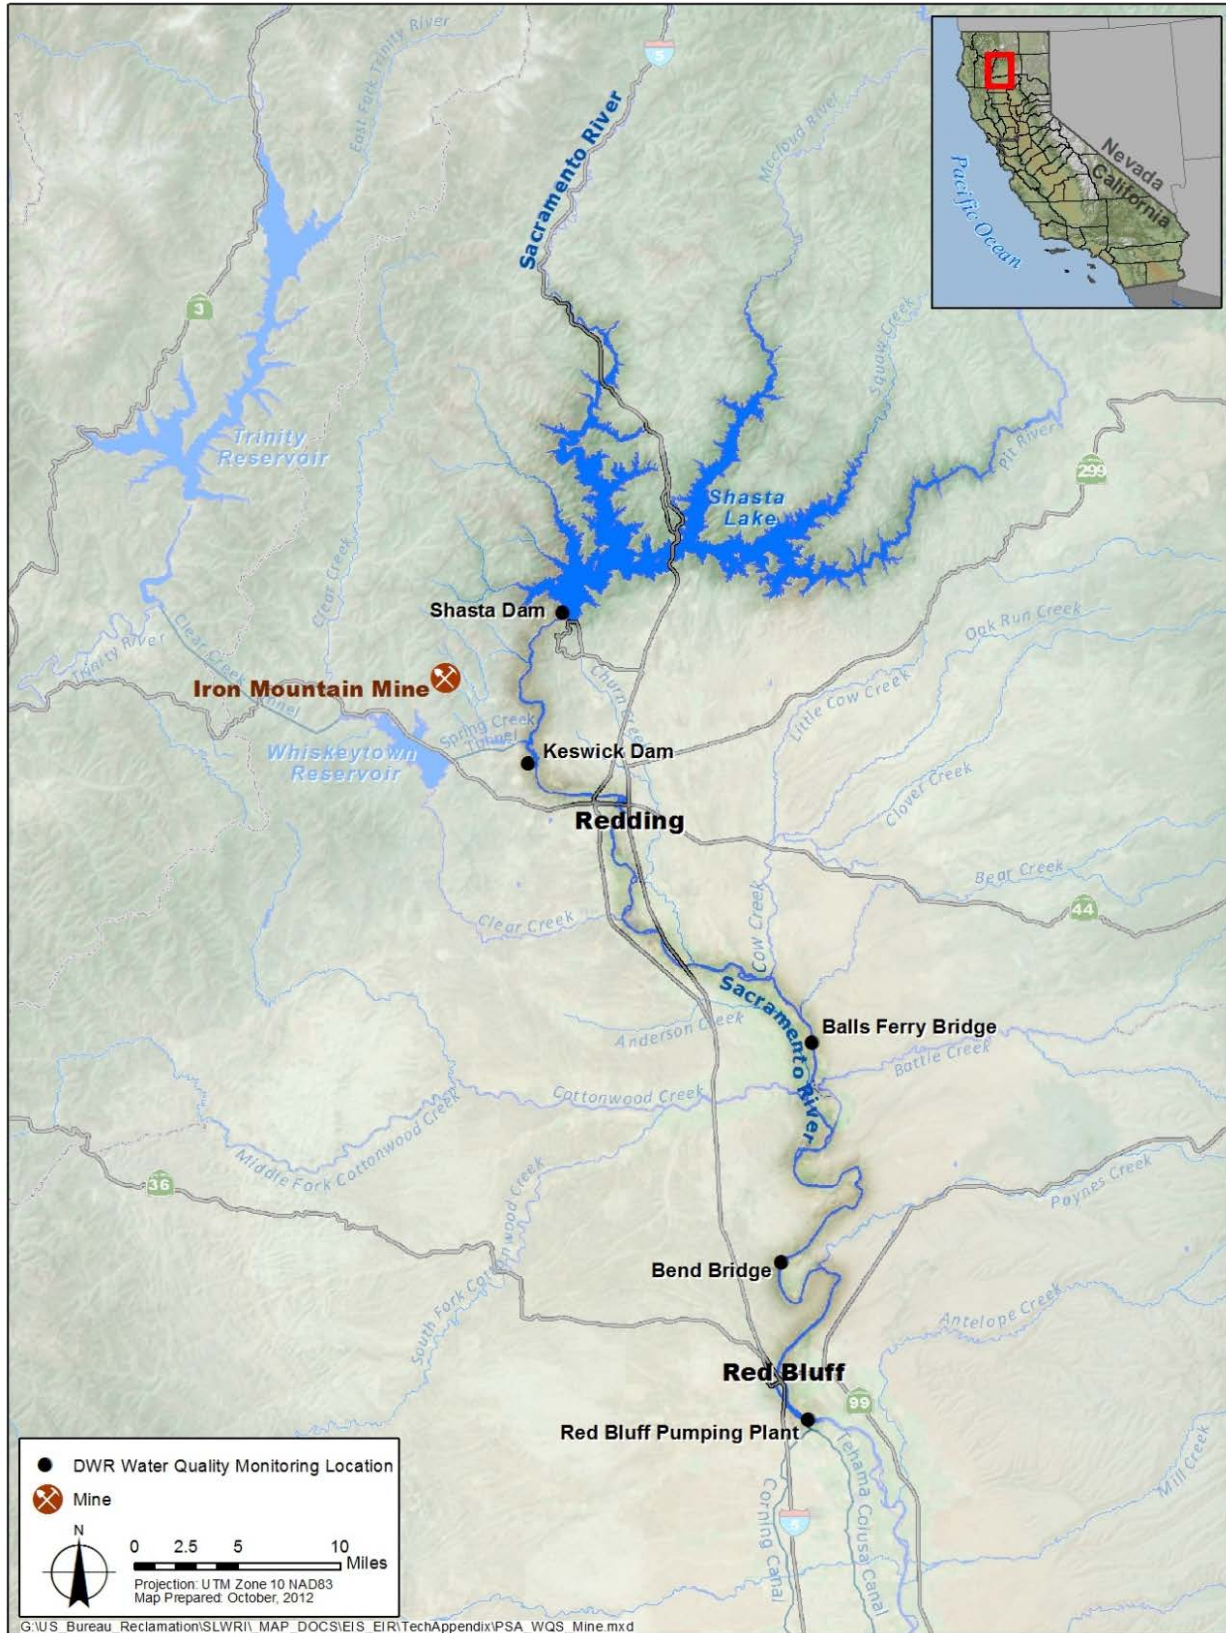 East Fork Trinity River
5
Sacramento River
Mccloud River
Nevada
California
Pacific Ocean
3
Squaw Creek
Trinity
Reservoir
Pit River
299
Shasta
Lake
Clear Creek
Shasta Dam
Oak Run Creek
Trinity River
Clear Creek Tunnel
Iron Mountain Mine
Churn Creek
Little Cow Creek
Spring Creek
Tunnel
Whiskeytown
Reservoir
Keswick Dam
Clover Creek
Redding
Bear Creek
44
Clear Creek
Cow Creek
Sacramento River
Anderson Creek
Balls Ferry Bridge
Battle Creek
Cottonwood Creek
Middle Fork Cottonwood Creek
36
South Fork Cottonwood Creek
Paynes Creek
Bend Bridge
Antelope Creek
Red Bluff
99
Red Bluff Pumping Plant
Tehama Colusa Canal
Corning Canal
Mill Creek
5
DWR Water Quality Monitoring Location
Mine
N
0 2.5 5 10
Miles
Projection: UTM Zone 10 NAD83
Map Prepared: October, 2012
G:\US_Bureau_Reclamation\SLWRI\_MAP_DOCS\EIS_EIR\TechAppendix\PSA_WQS_Mine.mxd